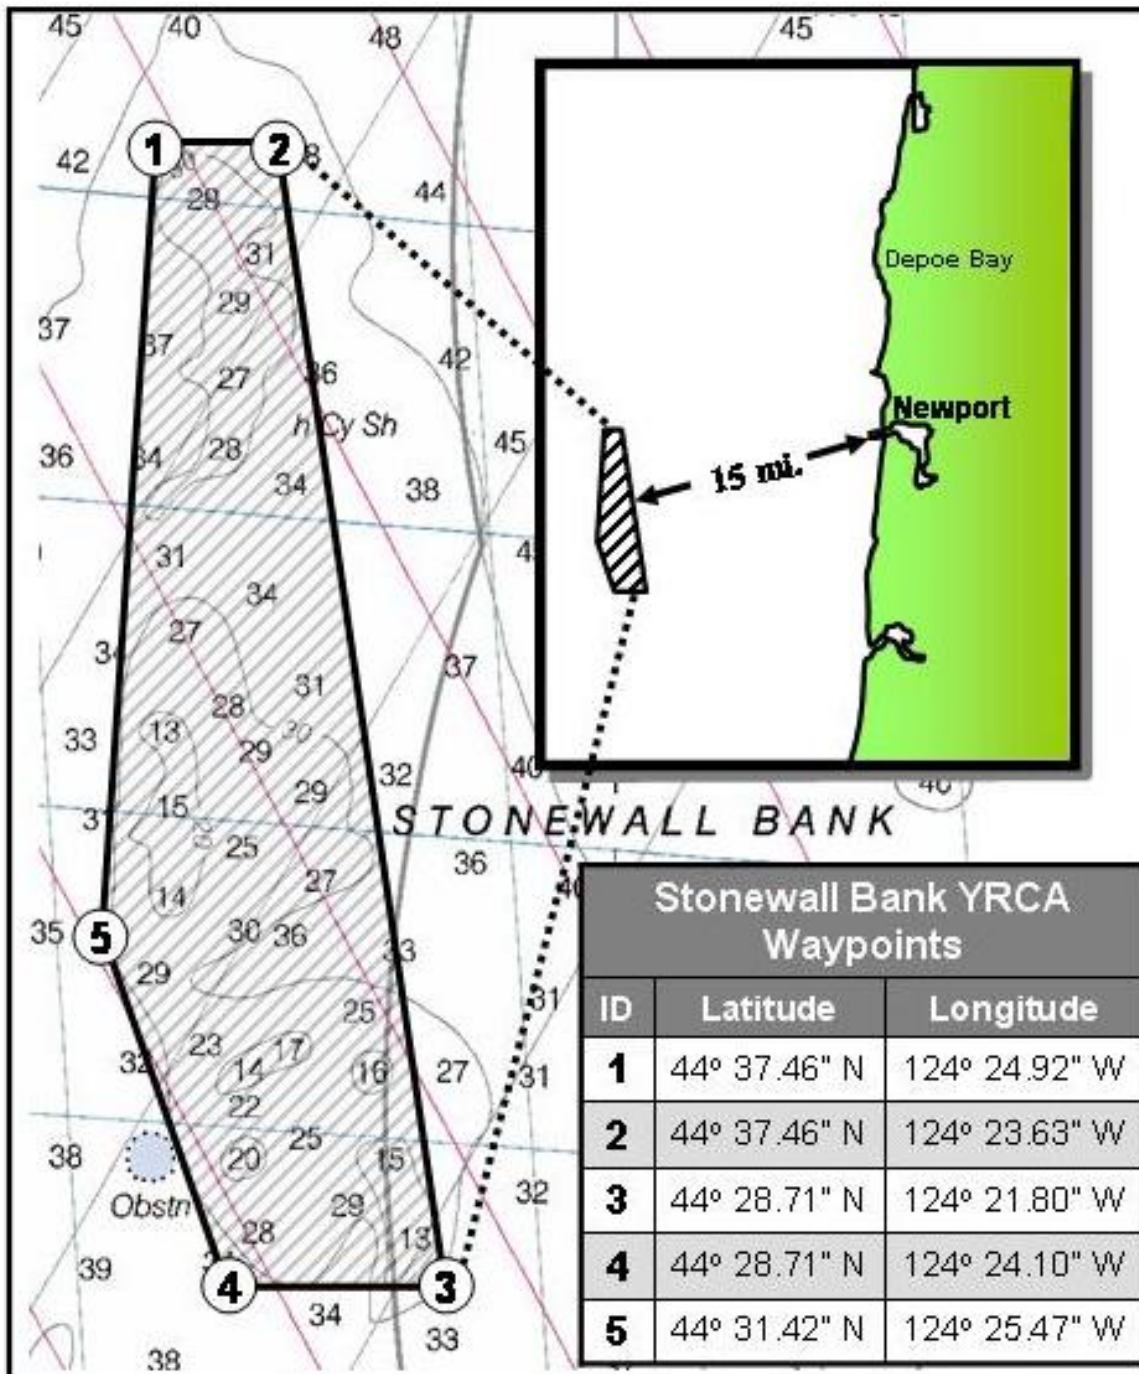 45 40 48 45
1 2
42 28 44
31
29
37 37 42
27 36
h Cy Sh
36 34 28 45
34 38
31
34
27
37
28 31
33 13 30
29 32 40
15 29
STONEWALL BANK
25 36
14 27
35 5 30 36 33
29 31
25
32 23 17
14 16 27 31
22
38 20 25 15
Obstn 29 32
28 13
39 4 3
34 33
38
Depoe Bay
Newport
15 mi.
Stonewall Bank YRCA
Waypoints
ID Latitude Longitude
1 44º 37.46" N 124º 24.92" W
2 44º 37.46" N 124º 23.63" W
3 44º 28.71" N 124º 21.80" W
4 44º 28.71" N 124º 24.10" W
5 44º 31.42" N 124º 25.47" W